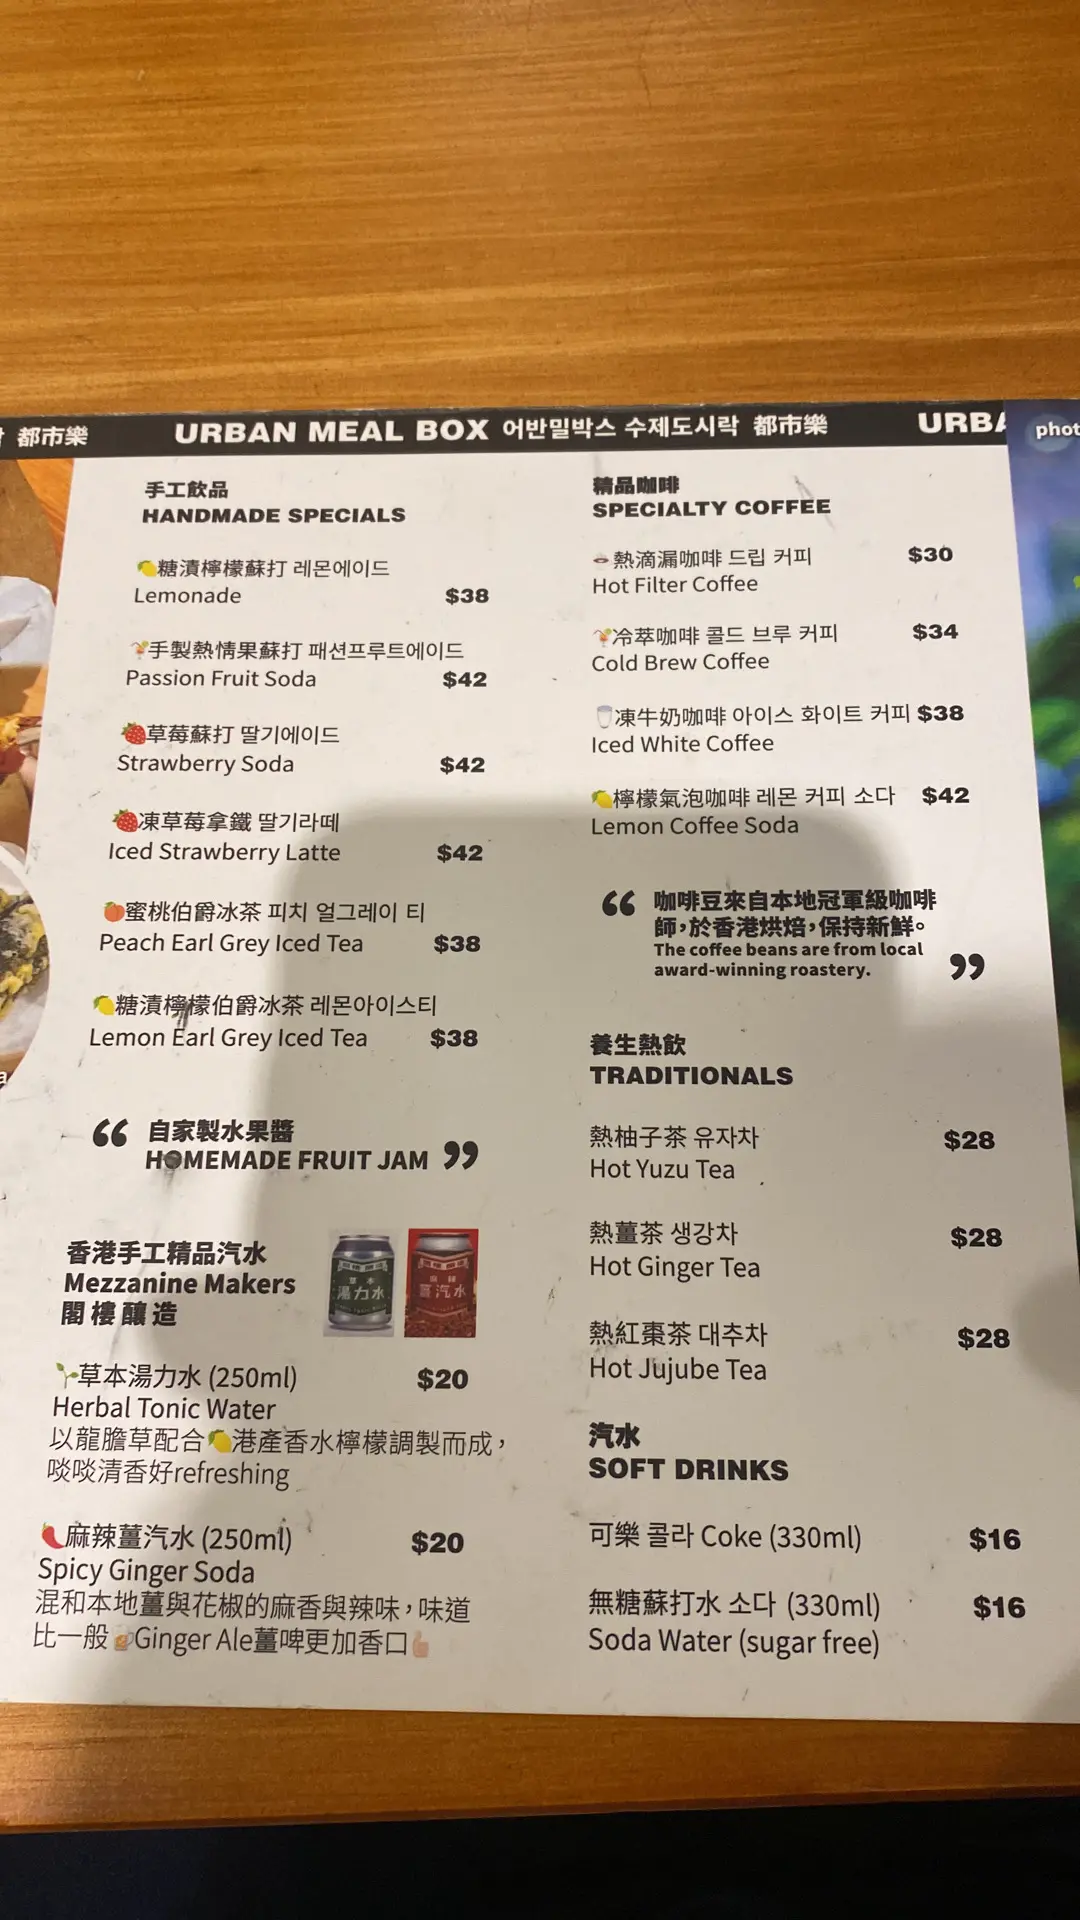 都市樂
URBAN MEAL BOX 어반밀박스 수제도시락 都市樂
URBA
phot
手工飲品
HANDMADE SPECIALS
糖漬檸檬蘇打 레몬에이드
Lemonade $38
手製熱情果蘇打 패션프루트에이드
Passion Fruit Soda $42
草莓蘇打 딸기에이드
Strawberry Soda $42
凍草莓拿鐵 딸기라떼
Iced Strawberry Latte $42
蜜桃伯爵冰茶 피치 얼그레이 티
Peach Earl Grey Iced Tea $38
糖漬檸檬伯爵冰茶 레몬아이스티
Lemon Earl Grey Iced Tea $38
“ 自家製水果醬
HOMEMADE FRUIT JAM ”
香港手工精品汽水
Mezzanine Makers
閣樓釀造
草本
湯力水
麻辣
薑汽水
草本湯力水 (250ml) $20
Herbal Tonic Water
以龍膽草配合🍋港產香水檸檬調製而成，
啖啖清香好refreshing
麻辣薑汽水 (250ml) $20
Spicy Ginger Soda
混和本地薑與花椒的麻香與辣味，味道
比一般🍺Ginger Ale薑啤更加香口👍
精品咖啡
SPECIALTY COFFEE
熱滴漏咖啡 드립 커피 $30
Hot Filter Coffee
冷萃咖啡 콜드 브루 커피 $34
Cold Brew Coffee
凍牛奶咖啡 아이스 화이트 커피 $38
Iced White Coffee
檸檬氣泡咖啡 레몬 커피 소다 $42
Lemon Coffee Soda
“ 咖啡豆來自本地冠軍級咖啡
師，於香港烘焙，保持新鮮。
The coffee beans are from local
award-winning roastery. ”
養生熱飲
TRADITIONALS
熱柚子茶 유자차 $28
Hot Yuzu Tea
熱薑茶 생강차 $28
Hot Ginger Tea
熱紅棗茶 대추차 $28
Hot Jujube Tea
汽水
SOFT DRINKS
可樂 콜라 Coke (330ml) $16
無糖蘇打水 소다 (330ml) $16
Soda Water (sugar free)